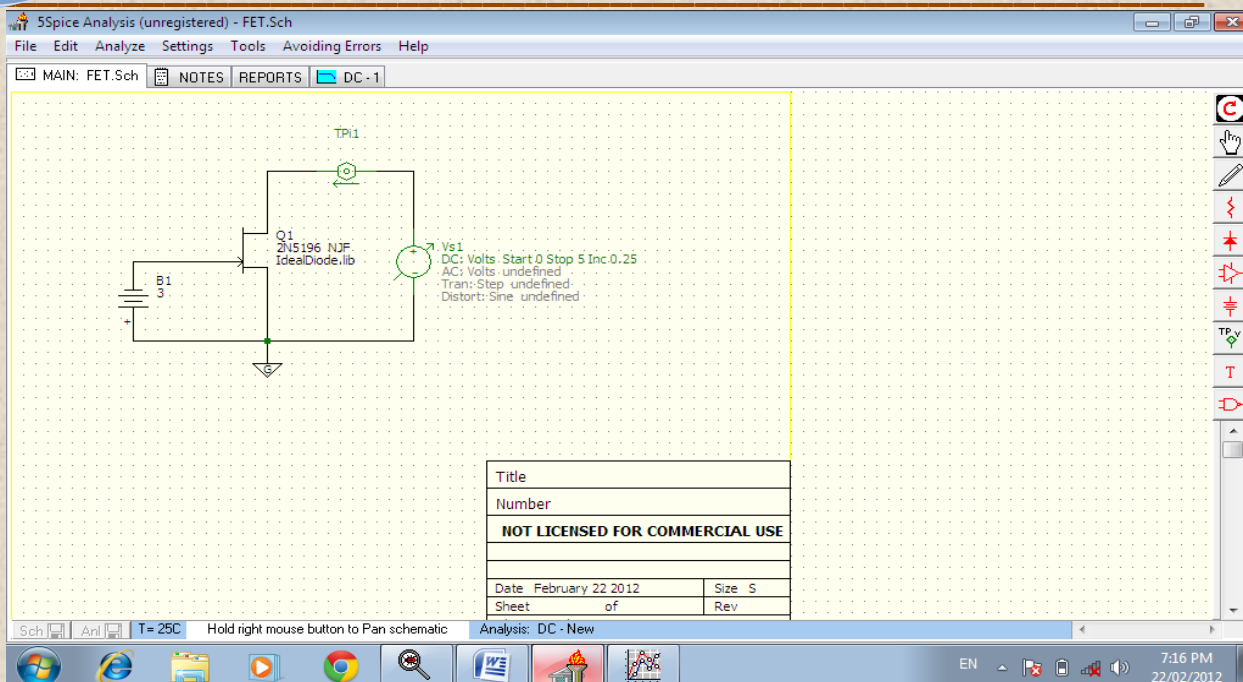 5Spice Analysis (unregistered) - FET.Sch
File Edit Analyze Settings Tools Avoiding Errors Help
MAIN: FET.Sch NOTES REPORTS DC - 1
TPi1
Q1
2N5196 NJF
IdealDiode.lib
B1
3
+
Vs1
DC: Volts Start 0 Stop 5 Inc 0.25
AC: Volts undefined
Tran: Step undefined
Distort: Sine undefined
G
C
TP v
T
Title
Number
NOT LICENSED FOR COMMERCIAL USE
Date February 22 2012 Size S
Sheet of Rev
Sch Anl T= 25C Hold right mouse button to Pan schematic Analysis: DC - New
EN 7:16 PM
22/02/2012